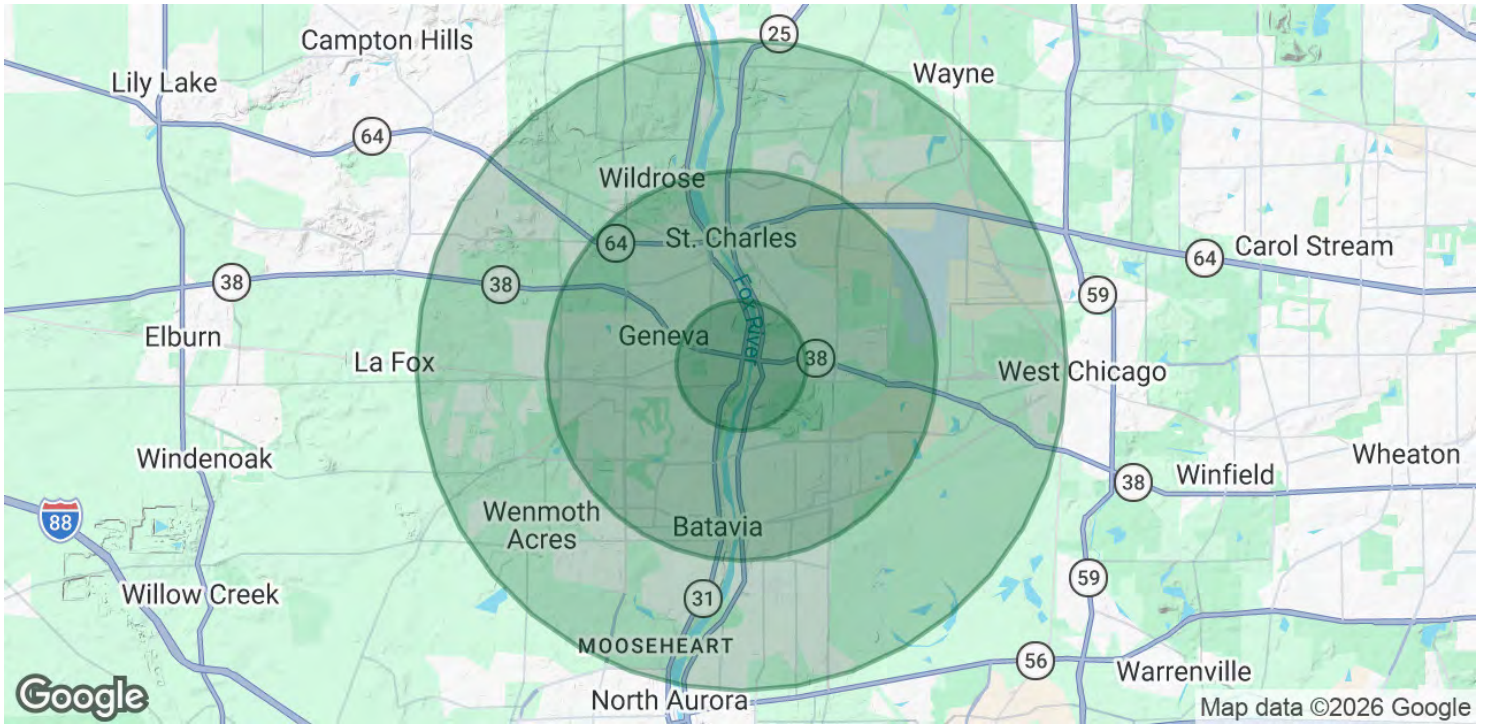 25
Campton Hills
Wayne
Lily Lake
64
Wildrose
64
St. Charles
Carol Stream
64
38
38
59
Fox River
Elburn
Geneva
38
La Fox
West Chicago
Windenoak
Wheaton
Winfield
38
88
Wenmoth
Acres
Batavia
59
Willow Creek
31
MOOSEHEART
56
Warrenville
North Aurora
Google
Map data ©2026 Google